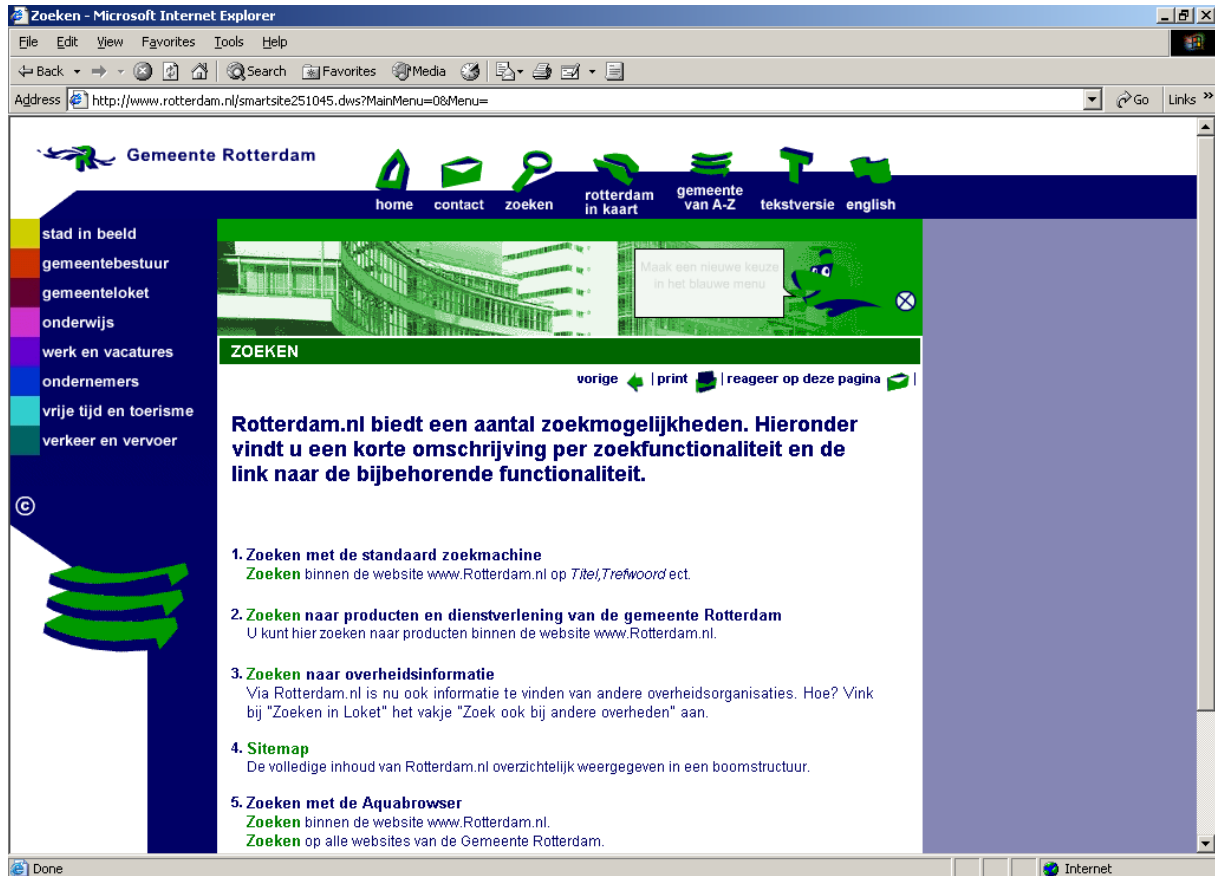 Zoeken - Microsoft Internet Explorer
File Edit View Favorites Tools Help
Back Search Favorites Media
Address http://www.rotterdam.nl/smartsite251045.dws?MainMenu=0&Menu= Go Links »
Gemeente Rotterdam
home contact zoeken rotterdam in kaart gemeente van A-Z tekstversie english
stad in beeld
gemeentebestuur
gemeenteloket
onderwijs
werk en vacatures
ondernemers
vrije tijd en toerisme
verkeer en vervoer
©
Maak een nieuwe keuze
in het blauwe menu
ZOEKEN
vorige | print | reageer op deze pagina |
Rotterdam.nl biedt een aantal zoekmogelijkheden. Hieronder
vindt u een korte omschrijving per zoekfunctionaliteit en de
link naar de bijbehorende functionaliteit.
1. Zoeken met de standaard zoekmachine
Zoeken binnen de website www.Rotterdam.nl op Titel,Trefwoord ect.
2. Zoeken naar producten en dienstverlening van de gemeente Rotterdam
U kunt hier zoeken naar producten binnen de website www.Rotterdam.nl.
3. Zoeken naar overheidsinformatie
Via Rotterdam.nl is nu ook informatie te vinden van andere overheidsorganisaties. Hoe? Vink
bij "Zoeken in Loket" het vakje "Zoek ook bij andere overheden" aan.
4. Sitemap
De volledige inhoud van Rotterdam.nl overzichtelijk weergegeven in een boomstructuur.
5. Zoeken met de Aquabrowser
Zoeken binnen de website www.Rotterdam.nl.
Zoeken op alle websites van de Gemeente Rotterdam.
Done Internet